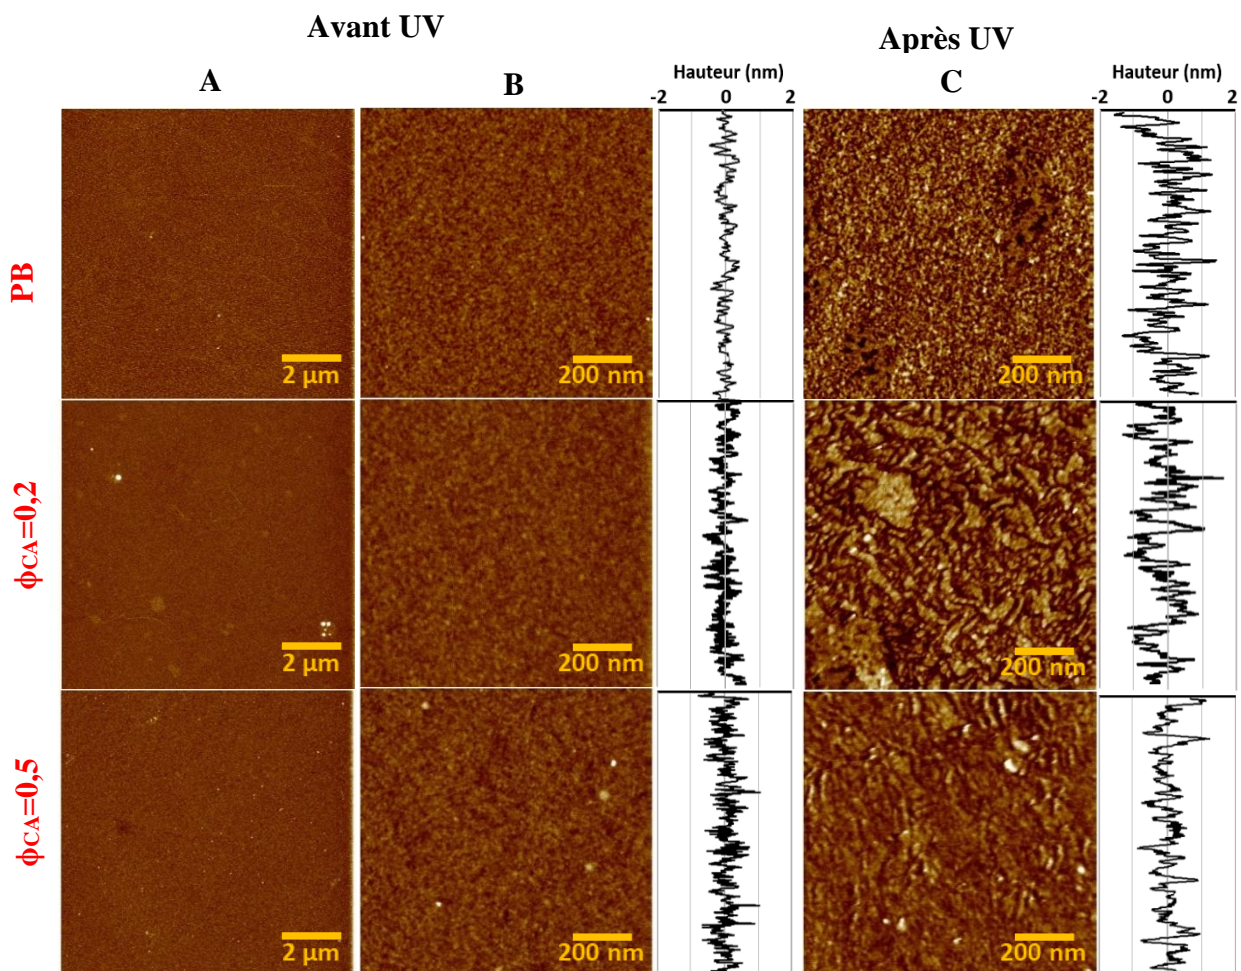 Avant UV
Après UV
A
B
Hauteur (nm)
-2 0 2
C
Hauteur (nm)
-2 0 2
PB
2 µm
200 nm
200 nm
ϕCA=0,2
2 µm
200 nm
200 nm
ϕCA=0,5
2 µm
200 nm
200 nm